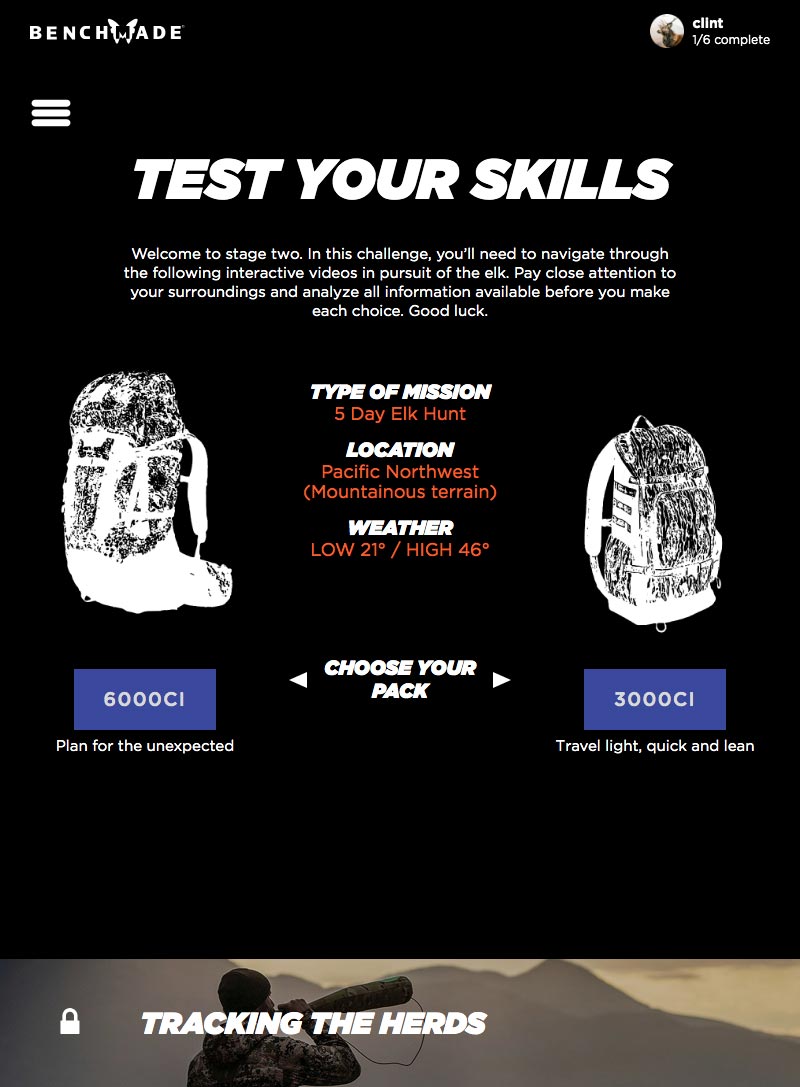 BENCHMADE
clint
1/6 complete
TEST YOUR SKILLS
Welcome to stage two. In this challenge, you’ll need to navigate through
the following interactive videos in pursuit of the elk. Pay close attention to
your surroundings and analyze all information available before you make
each choice. Good luck.
TYPE OF MISSION
5 Day Elk Hunt
LOCATION
Pacific Northwest
(Mountainous terrain)
WEATHER
LOW 21° / HIGH 46°
CHOOSE YOUR
PACK
6000CI
Plan for the unexpected
3000CI
Travel light, quick and lean
TRACKING THE HERDS